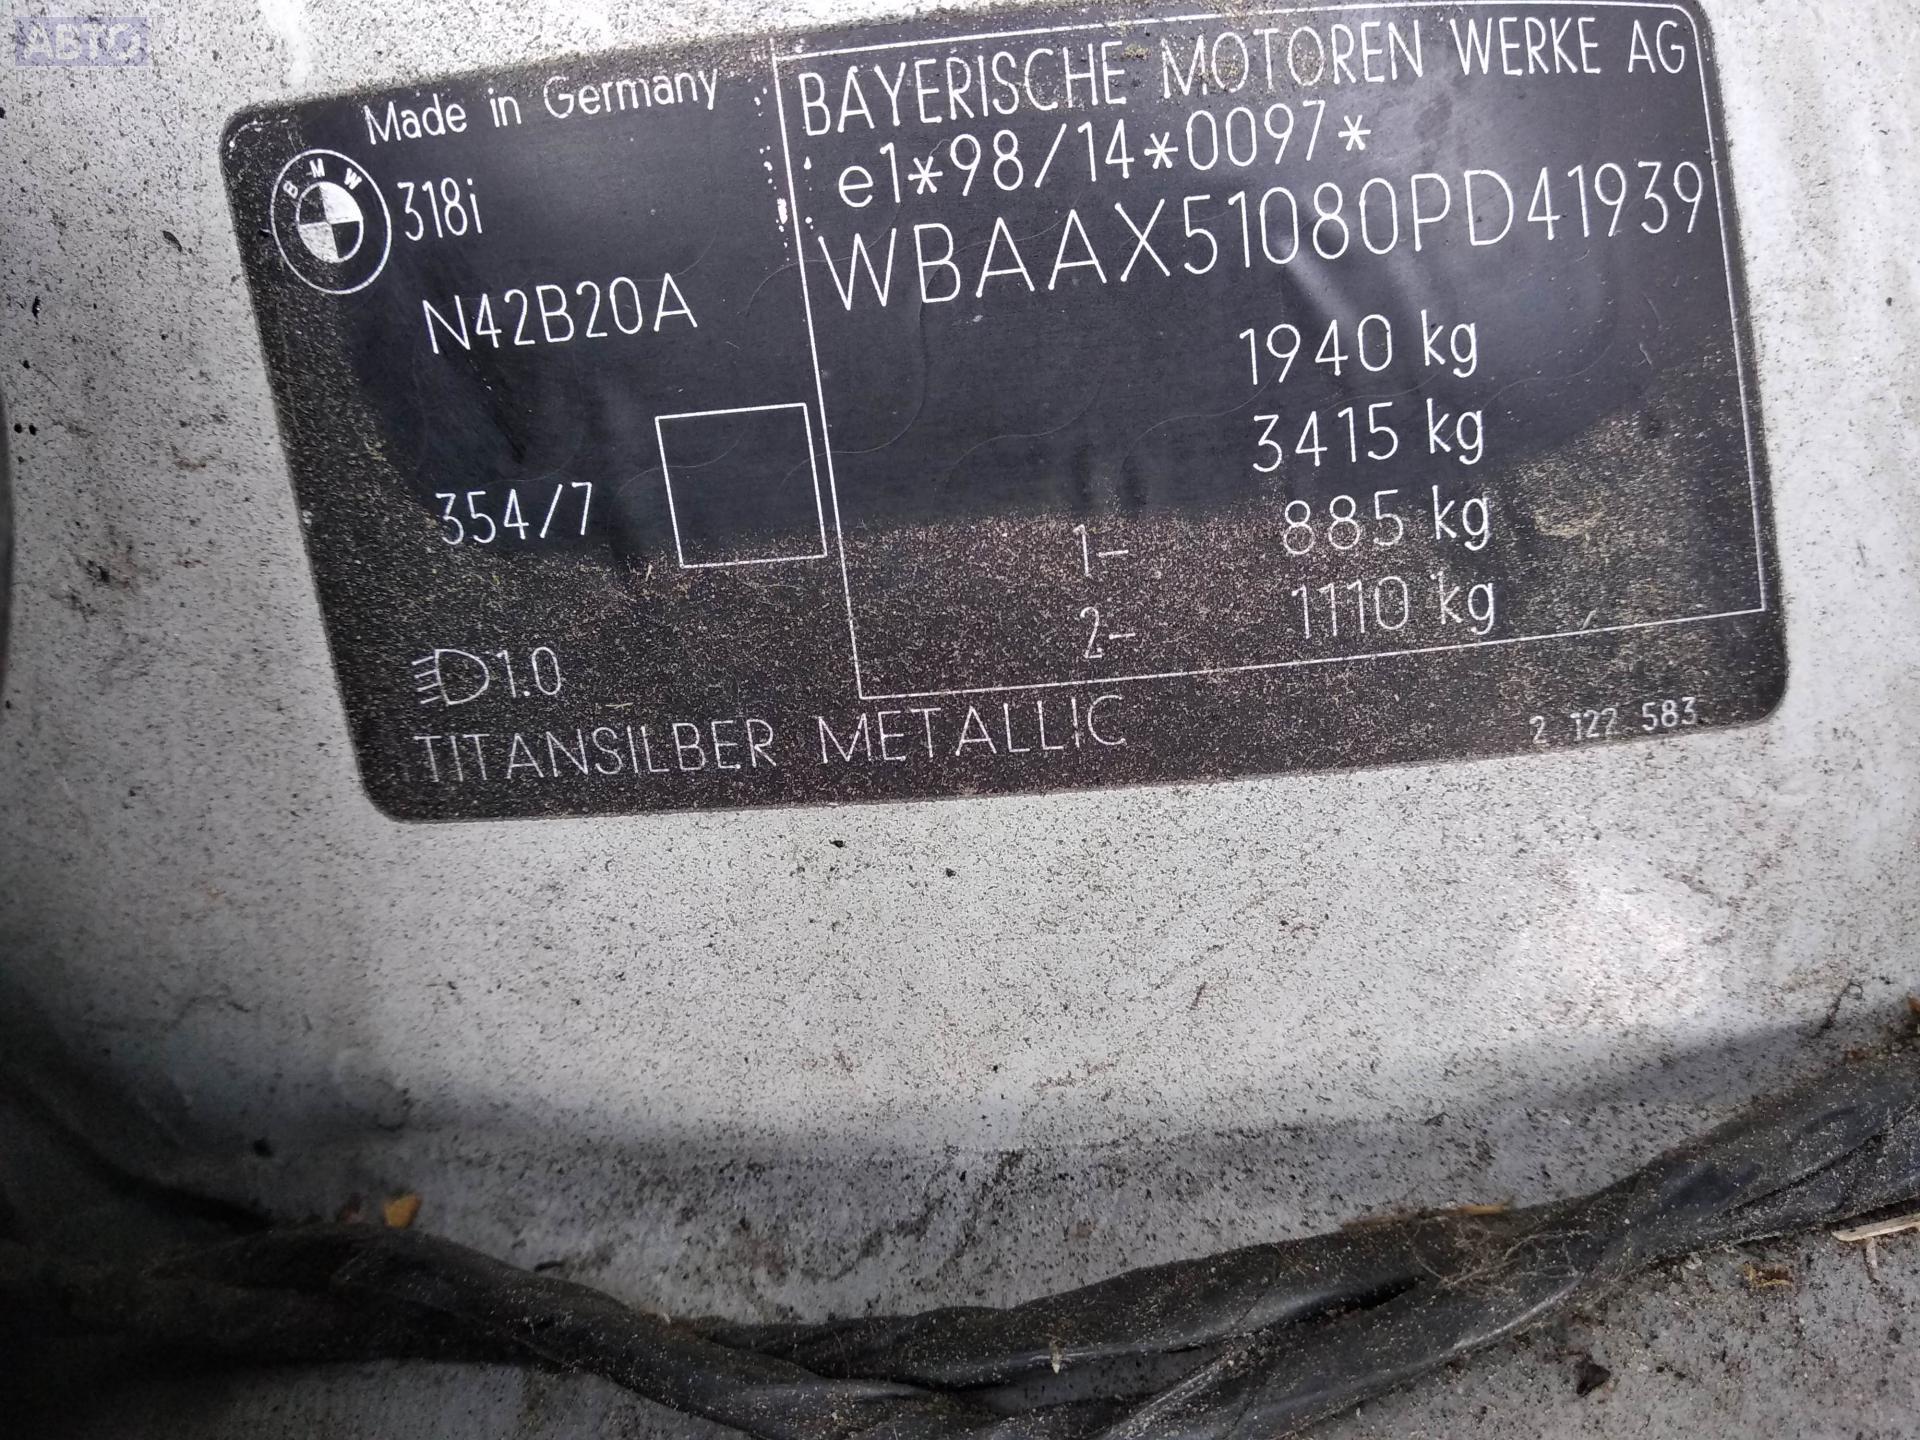 АВТО
Made in Germany
BMW
318i
N42B20A
354/7
1.0
TITANSILBER METALLIC
BAYERISCHE MOTOREN WERKE AG
e1*98/14*0097*
WBAAX51080PD41939
1940 kg
3415 kg
1- 885 kg
2- 1110 kg
2 122 583